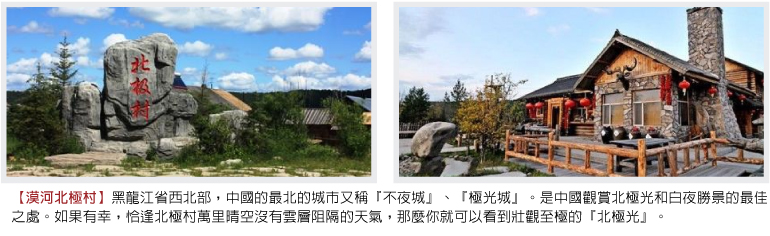 北极村
【漠河北極村】黑龍江省西北部，中國的最北的城市又稱『不夜城』、『極光城』。是中國觀賞北極光和白夜勝景的最佳
之處。如果有幸，恰逢北極村萬里晴空沒有雲層阻隔的天氣，那麼你就可以看到壯觀至極的『北極光』。